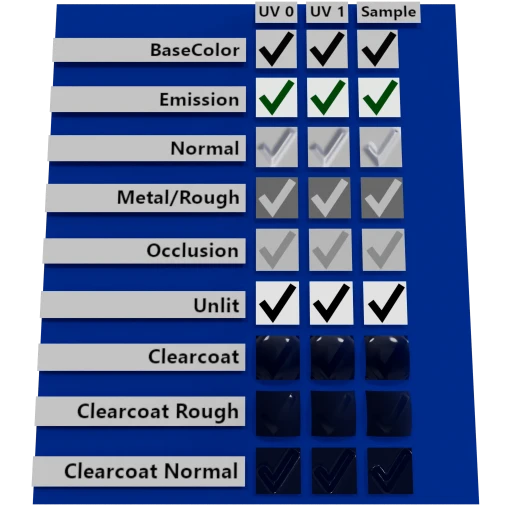 UV 0 UV 1 Sample
BaseColor
Emission
Normal
Metal/Rough
Occlusion
Unlit
Clearcoat
Clearcoat Rough
Clearcoat Normal